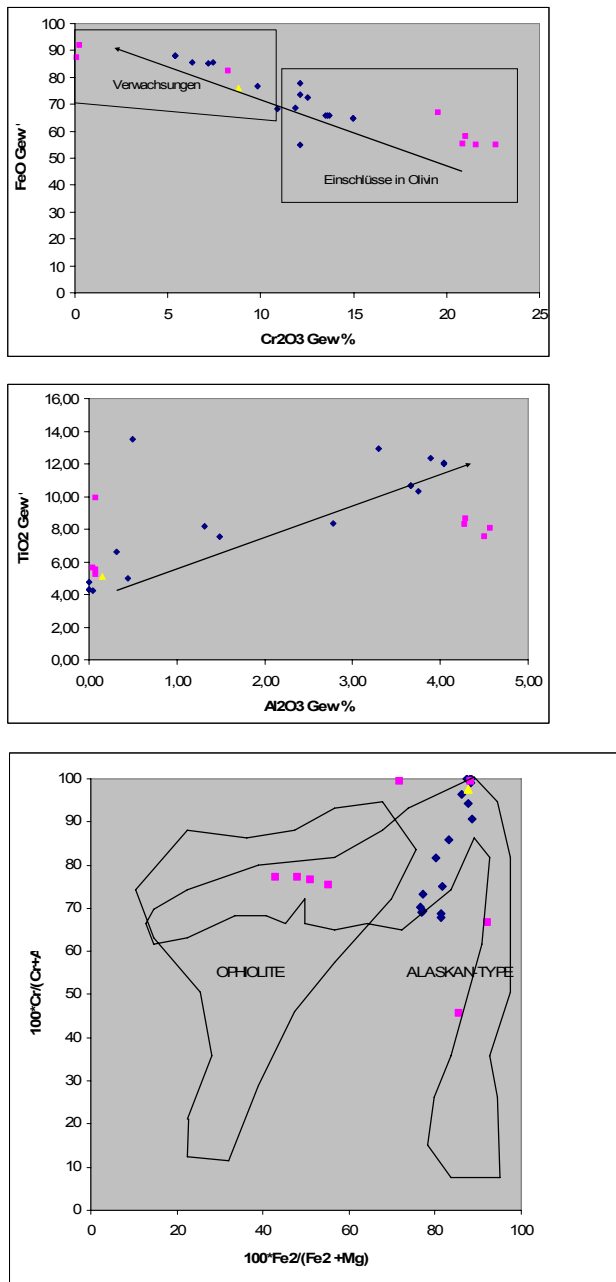 FeO Gew
100
90
80
70
60
50
40
30
20
10
0
Verwachsungen
Einschlüsse in Olivin
0 5 10 15 20 25
Cr2O3 Gew%
TiO2 Gew
16,00
14,00
12,00
10,00
8,00
6,00
4,00
2,00
0,00
0,00 1,00 2,00 3,00 4,00 5,00
Al2O3 Gew%
100*Cr/(Cr+A
100
90
80
70
60
50
40
30
20
10
0
OPHIOLITE ALASKAN-TYPE
0 20 40 60 80 100
100*Fe2/(Fe2 +Mg)